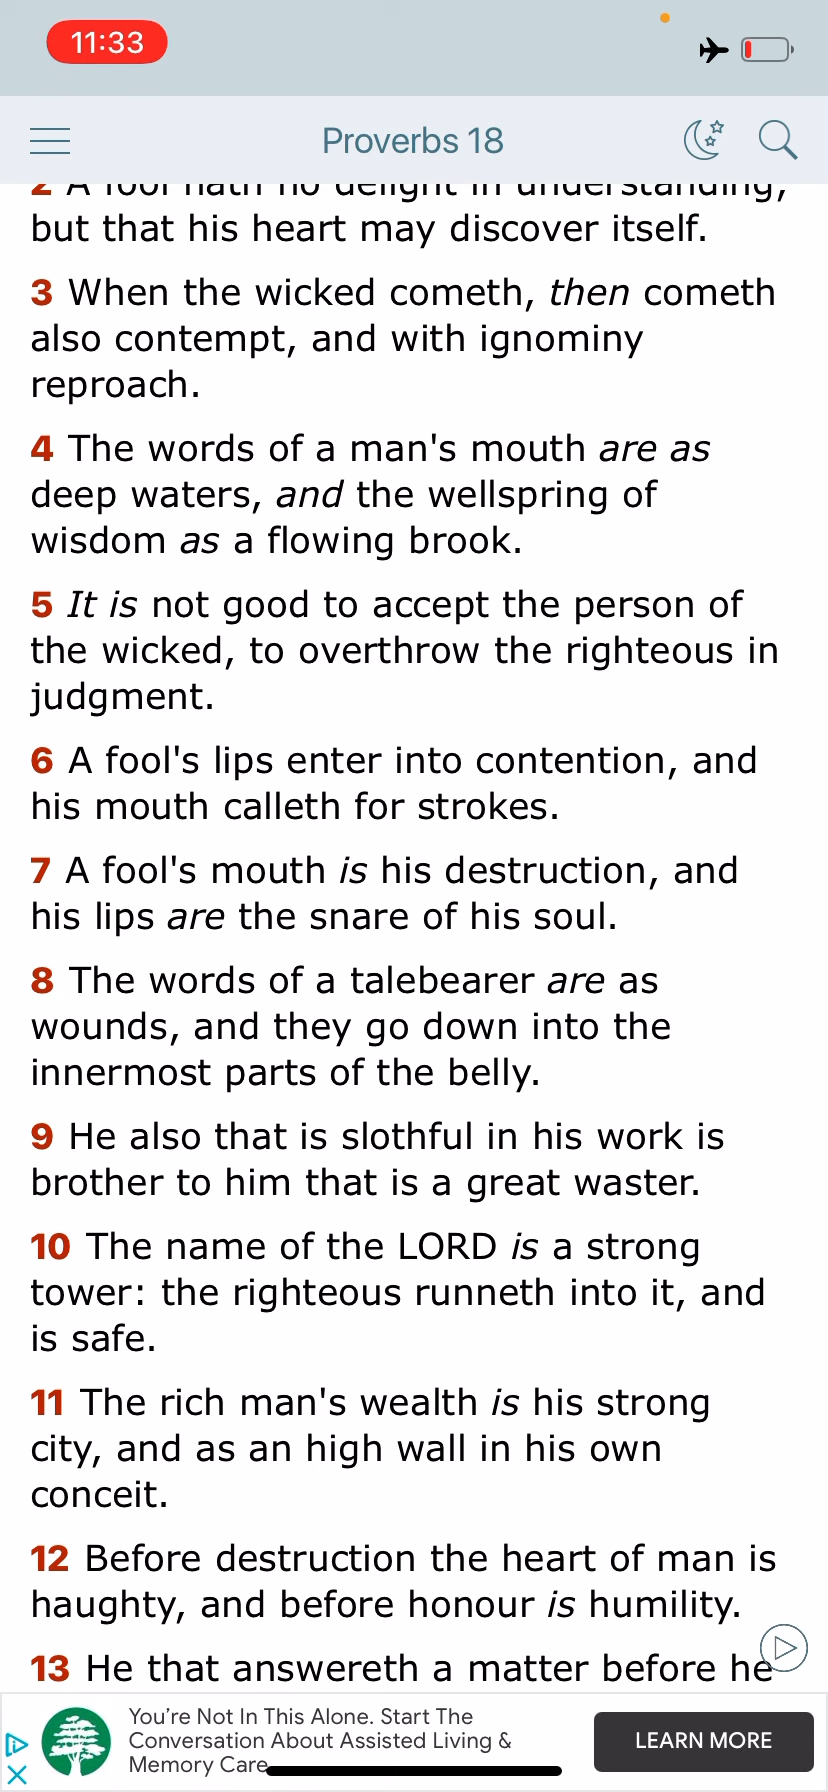 11:33
Proverbs 18
2 A fool hath no delight in understanding,
but that his heart may discover itself.
3 When the wicked cometh, then cometh
also contempt, and with ignominy
reproach.
4 The words of a man's mouth are as
deep waters, and the wellspring of
wisdom as a flowing brook.
5 It is not good to accept the person of
the wicked, to overthrow the righteous in
judgment.
6 A fool's lips enter into contention, and
his mouth calleth for strokes.
7 A fool's mouth is his destruction, and
his lips are the snare of his soul.
8 The words of a talebearer are as
wounds, and they go down into the
innermost parts of the belly.
9 He also that is slothful in his work is
brother to him that is a great waster.
10 The name of the LORD is a strong
tower: the righteous runneth into it, and
is safe.
11 The rich man's wealth is his strong
city, and as an high wall in his own
conceit.
12 Before destruction the heart of man is
haughty, and before honour is humility.
13 He that answereth a matter before he
You're Not In This Alone. Start The
Conversation About Assisted Living &
Memory Care
LEARN MORE